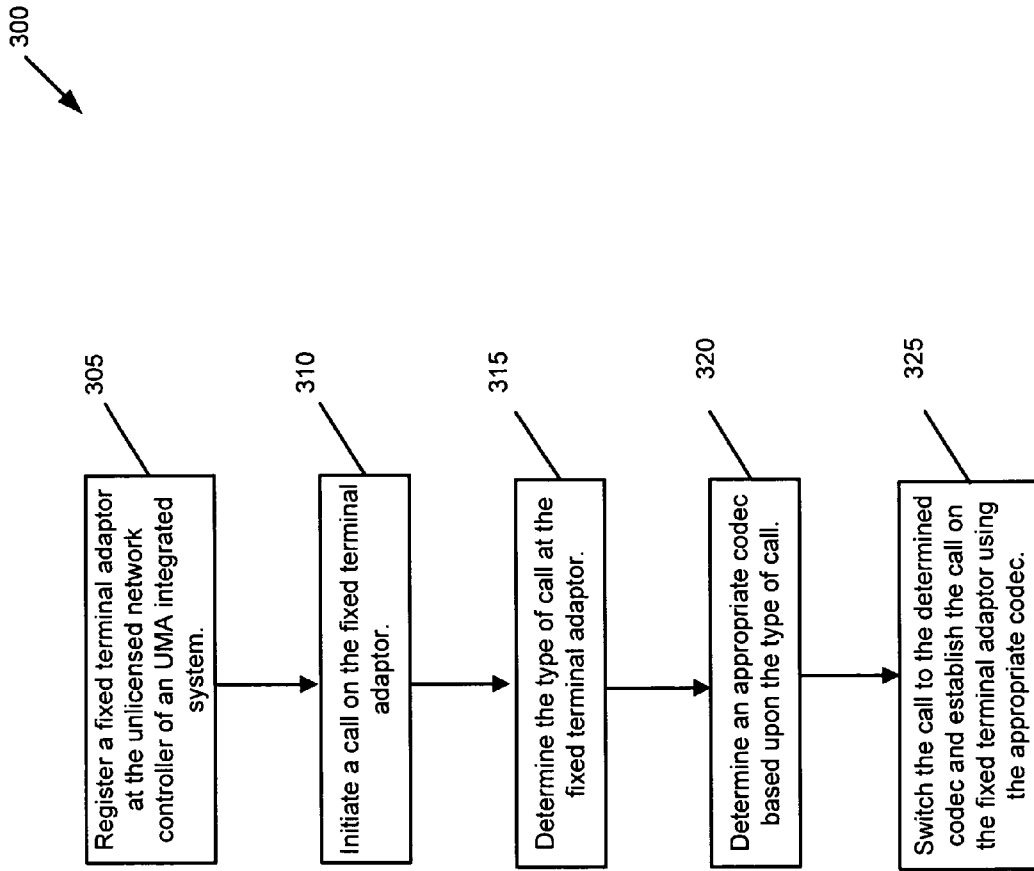 300
305
Register a fixed terminal adaptor
at the unlicensed network
controller of an UMA integrated
system.
310
Initiate a call on the fixed terminal
adaptor.
315
Determine the type of call at the
fixed terminal adaptor.
320
Determine an appropriate codec
based upon the type of call.
325
Switch the call to the determined
codec and establish the call on
the fixed terminal adaptor using
the appropriate codec.